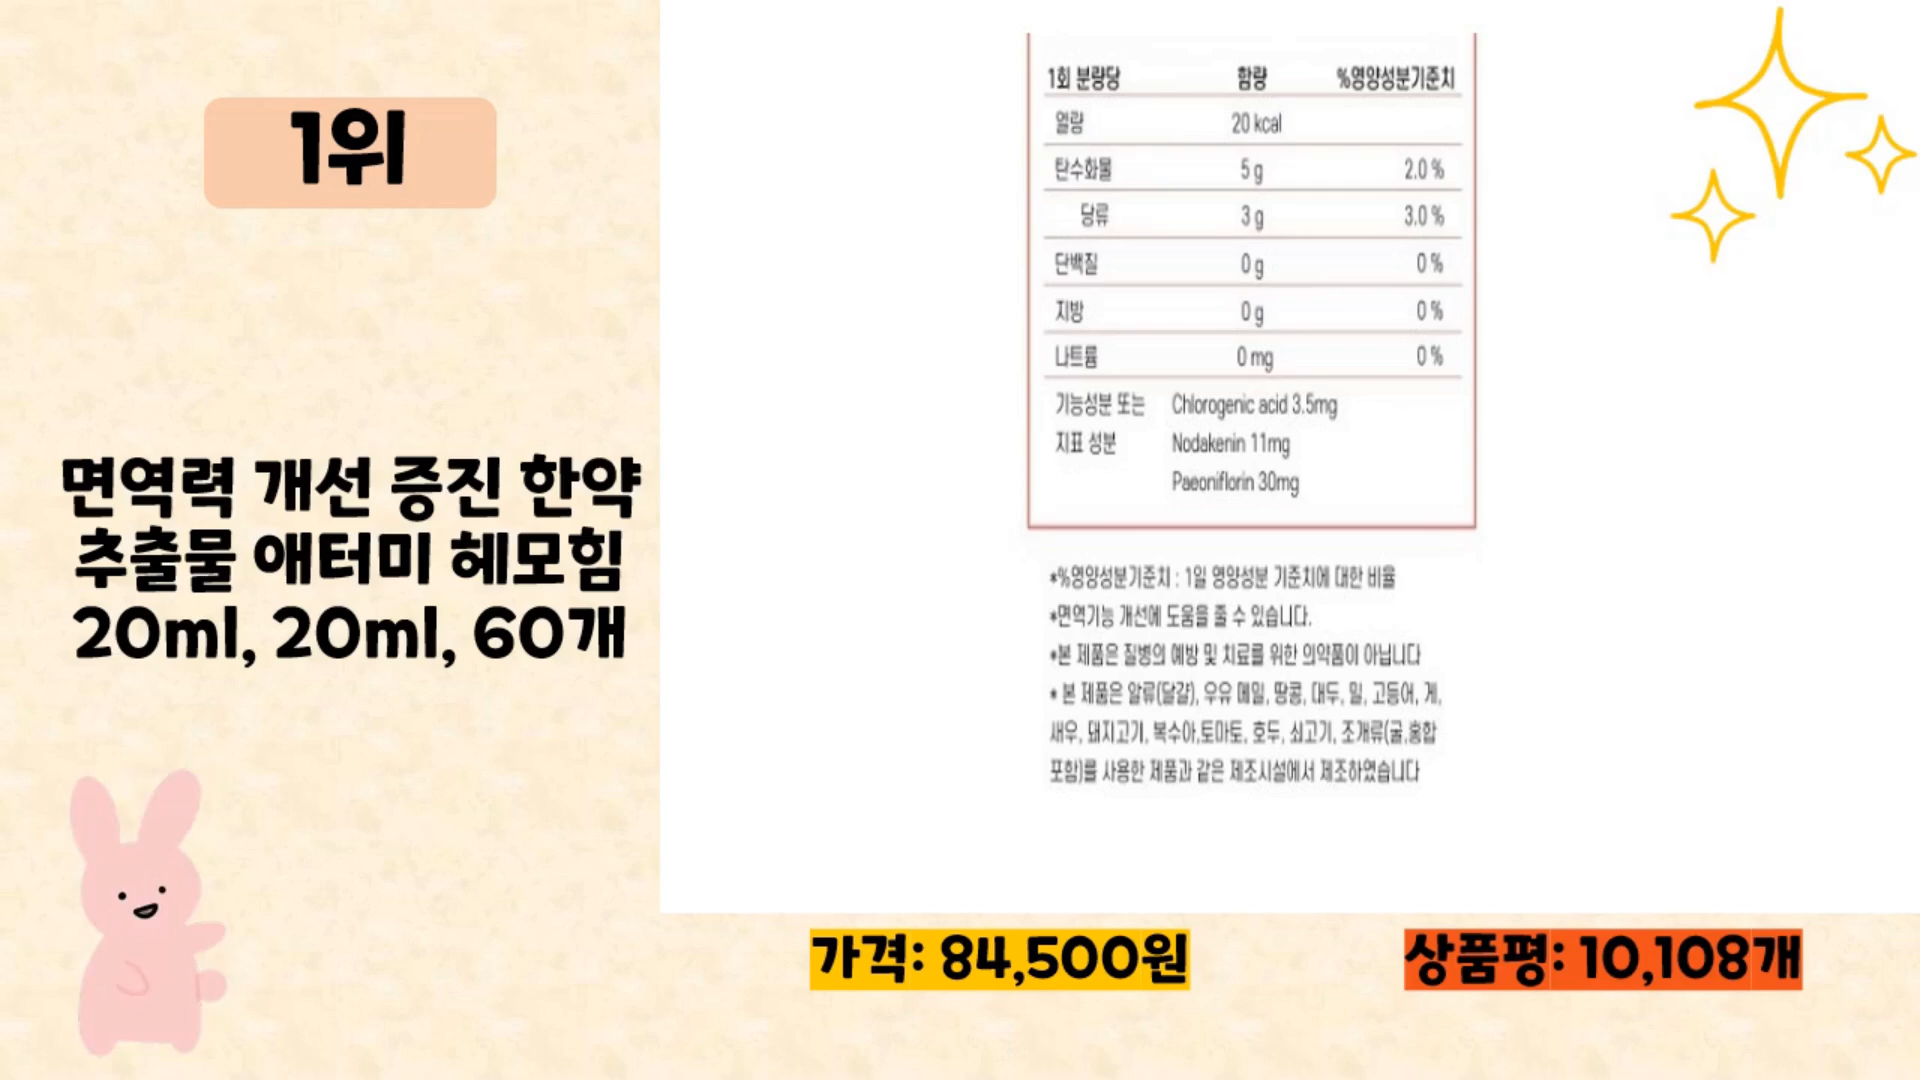 1위
면역력 개선 증진 한약
추출물 애터미 헤모힘
20ml, 20ml, 60개
1회 분량당 함량 %영양성분기준치
열량 20 kcal
탄수화물 5 g 2.0 %
당류 3 g 3.0 %
단백질 0 g 0 %
지방 0 g 0 %
나트륨 0 mg 0 %
기능성분 또는 Chlorogenic acid 3.5mg
지표 성분 Nodakenin 11mg
Paeoniflorin 30mg
*%영양성분기준치 : 1일 영양성분 기준치에 대한 비율
*면역기능 개선에 도움을 줄 수 있습니다.
*본 제품은 질병의 예방 및 치료를 위한 의약품이 아닙니다
* 본 제품은 알류(달걀), 우유 메밀, 땅콩, 대두, 밀, 고등어, 게,
새우, 돼지고기, 복수아,토마토, 호두, 쇠고기, 조개류(굴,홍합
포함)를 사용한 제품과 같은 제조시설에서 제조하였습니다
가격: 84,500원
상품평: 10,108개